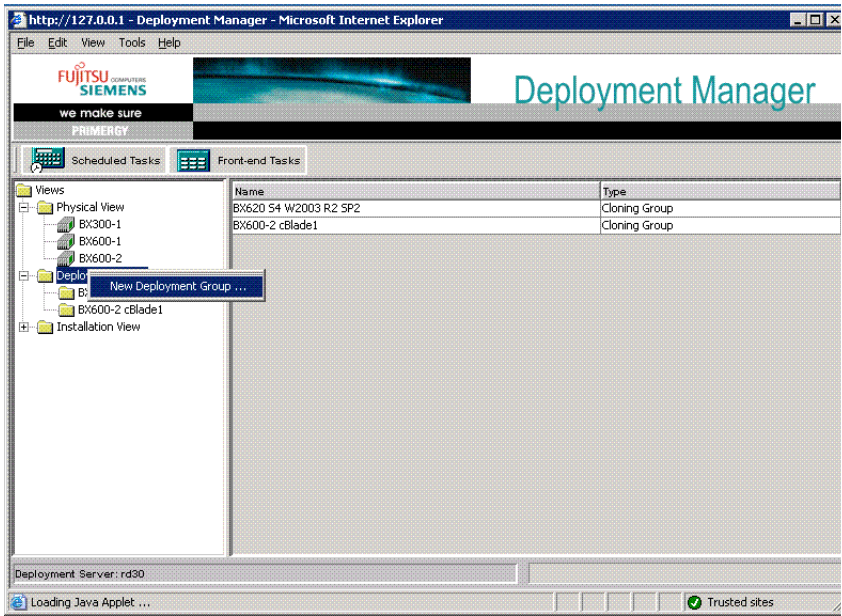 http://127.0.0.1 - Deployment Manager - Microsoft Internet Explorer
File Edit View Tools Help
FUJITSU COMPUTERS
SIEMENS
Deployment Manager
we make sure
PRIMERGY
Scheduled Tasks Front-end Tasks
Views
Physical View
BX300-1
BX600-1
BX600-2
Deplo
New Deployment Group ...
B
BX600-2 cBlade1
Installation View
Name Type
BX620 S4 W2003 R2 SP2 Cloning Group
BX600-2 cBlade1 Cloning Group
Deployment Server: rd30
Loading Java Applet ... Trusted sites